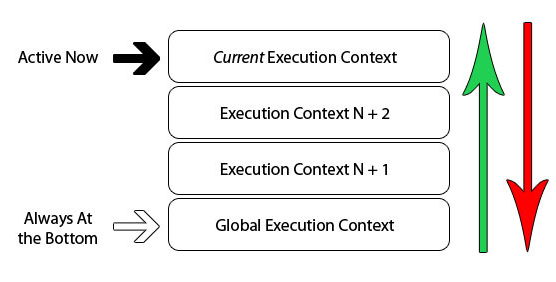 Active Now
Current Execution Context
Execution Context N + 2
Execution Context N + 1
Always At
the Bottom
Global Execution Context